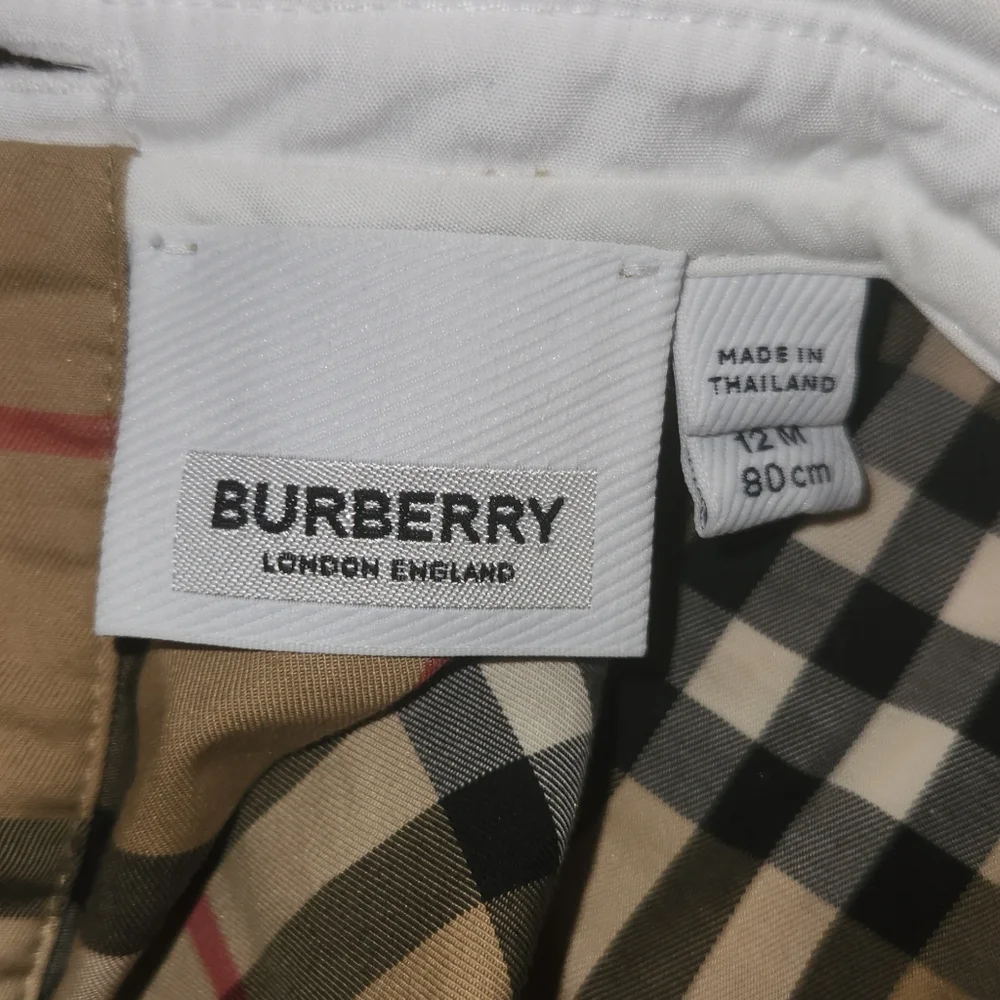 BURBERRY
LONDON ENGLAND
MADE IN
THAILAND
12 M
80 cm